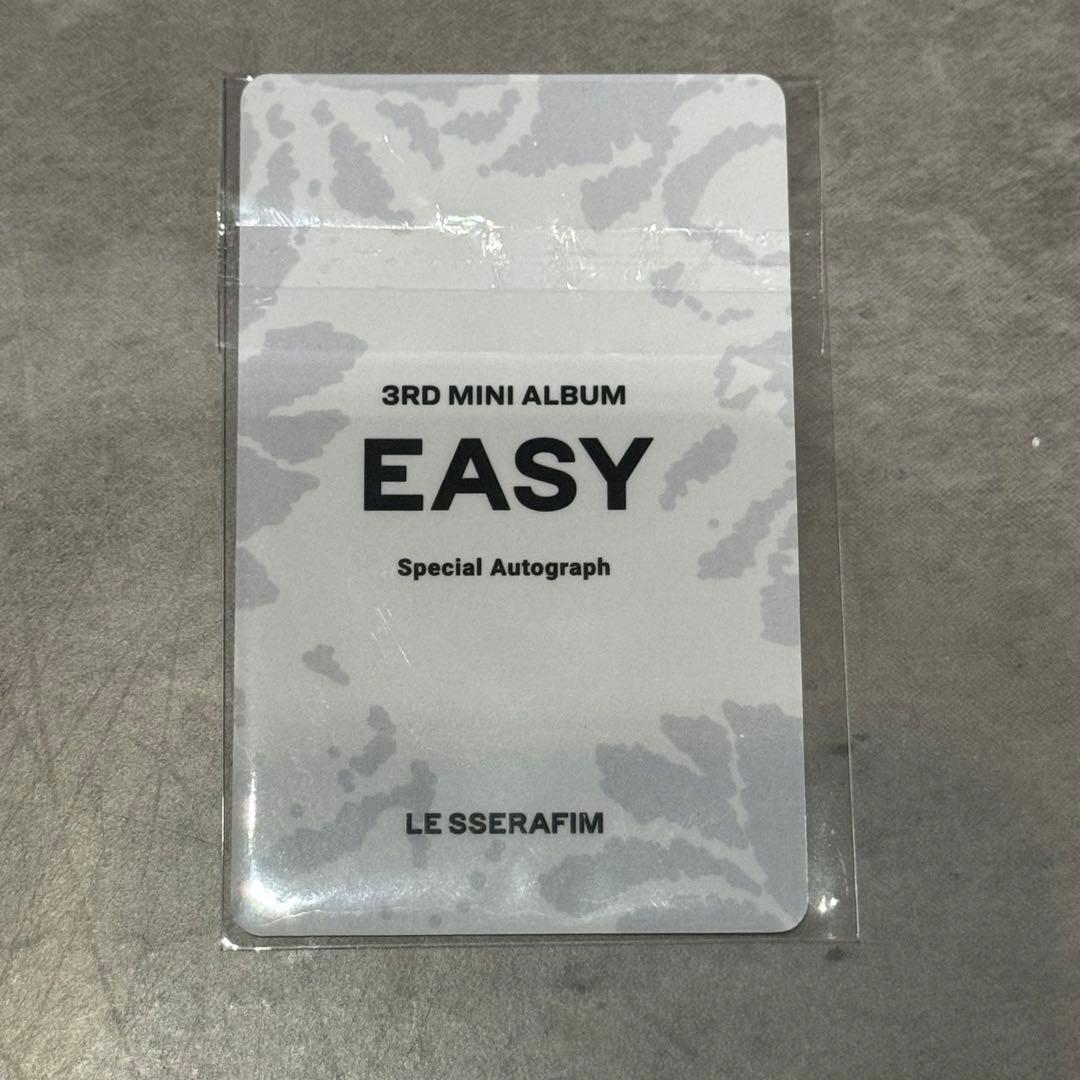 3RD MINI ALBUM
EASY
Special Autograph
LE SSERAFIM